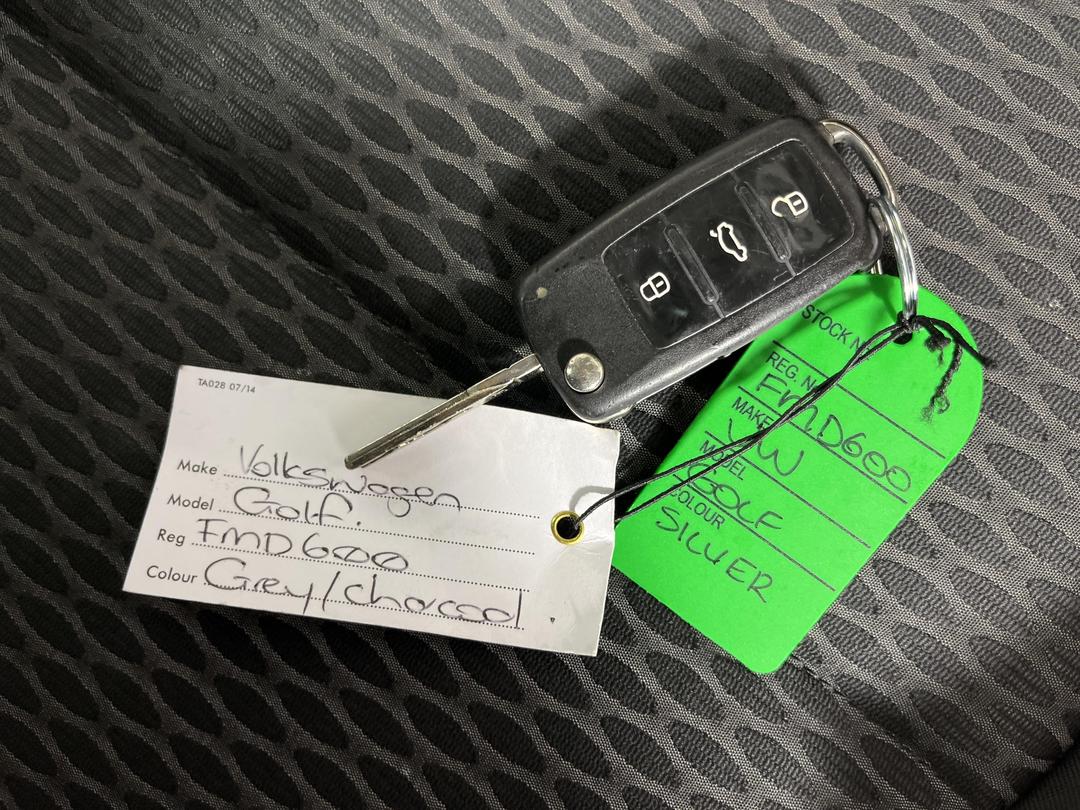 TA028 07/14
Make Volkswagen
Model Golf.
Reg FMD600
Colour Grey/Charcoal
STOCK N
REG. N
FMD600
MAKE
VW
MODEL
GOLF
COLOUR
SILVER